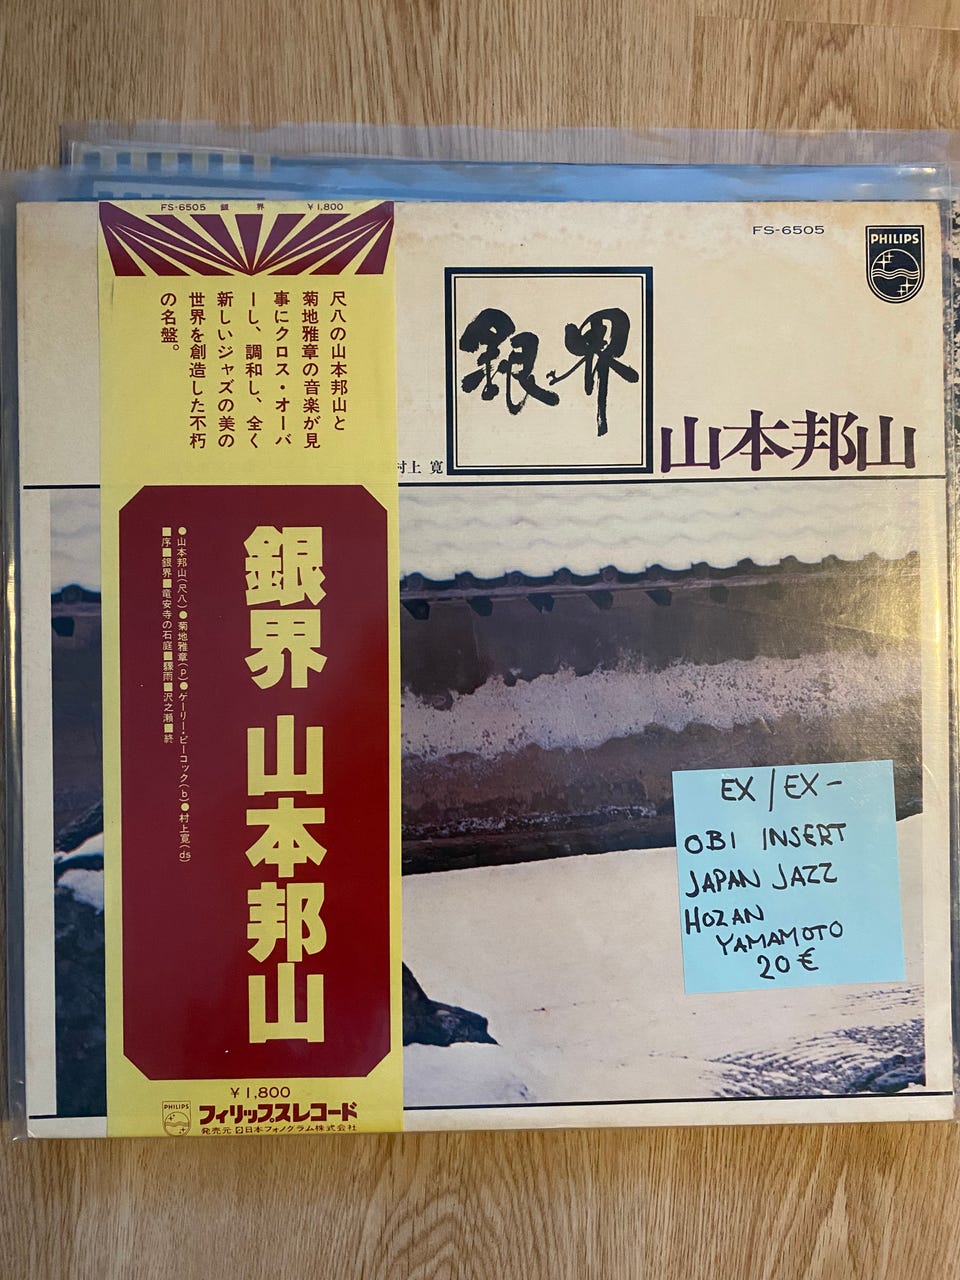 FS-6505 銀 界 ¥1,800
尺八の山本邦山と
菊地雅章の音楽が見
事にクロス・オーバ
ーし、調和し、全く
新しいジャズの美の
世界を創造した不朽
の名盤。
銀界 山本邦山
●山本邦山(尺八)●菊地雅章(p)●ゲーリー・ピーコック(b)●村上寛(ds
■序■銀界■竜安寺の石庭■驟雨■沢之瀬■終
¥1,800
PHILIPS
フィリップスレコード
発売元 日本フォノグラム株式会社
FS-6505
PHILIPS
銀界
山本邦山
村上 寛
EX / EX-
OBI INSERT
JAPAN JAZZ
HOZAN
YAMAMOTO
20 €